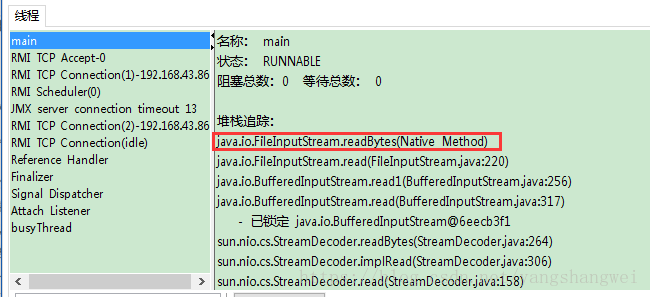 线程
main
RMI TCP Accept-0
RMI TCP Connection(1)-192.168.43.86
RMI Scheduler(0)
JMX server connection timeout 13
RMI TCP Connection(2)-192.168.43.86
RMI TCP Connection(idle)
Reference Handler
Finalizer
Signal Dispatcher
Attach Listener
busyThread
名称： main
状态： RUNNABLE
阻塞总数：0 等待总数： 0
堆栈追踪：
java.io.FileInputStream.readBytes(Native Method)
java.io.FileInputStream.read(FileInputStream.java:220)
java.io.BufferedInputStream.read1(BufferedInputStream.java:256)
java.io.BufferedInputStream.read(BufferedInputStream.java:317)
- 已锁定 java.io.BufferedInputStream@6eecb3f1
sun.nio.cs.StreamDecoder.readBytes(StreamDecoder.java:264)
sun.nio.cs.StreamDecoder.implRead(StreamDecoder.java:306)
sun.nio.cs.StreamDecoder.read(StreamDecoder.java:158)